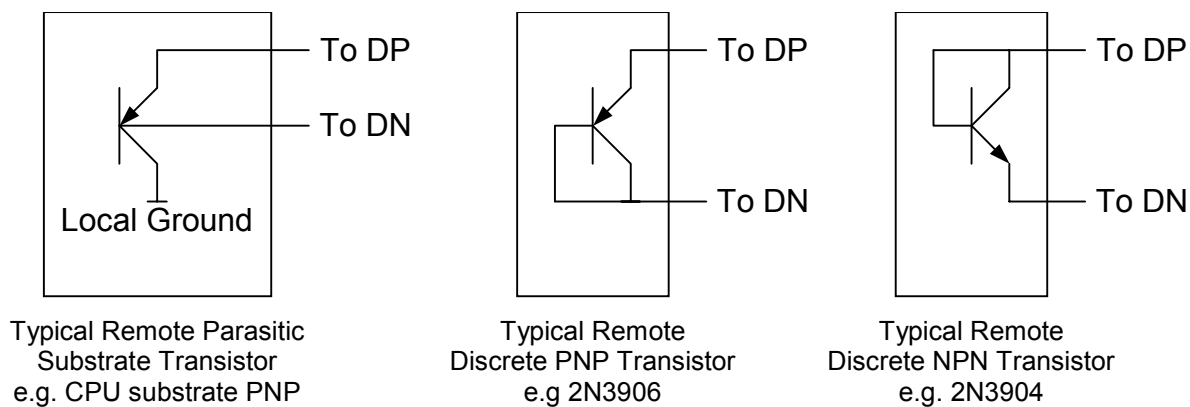 To DP
To DN
Local Ground
Typical Remote Parasitic
Substrate Transistor
e.g. CPU substrate PNP
To DP
To DN
Typical Remote
Discrete PNP Transistor
e.g 2N3906
To DP
To DN
Typical Remote
Discrete NPN Transistor
e.g. 2N3904